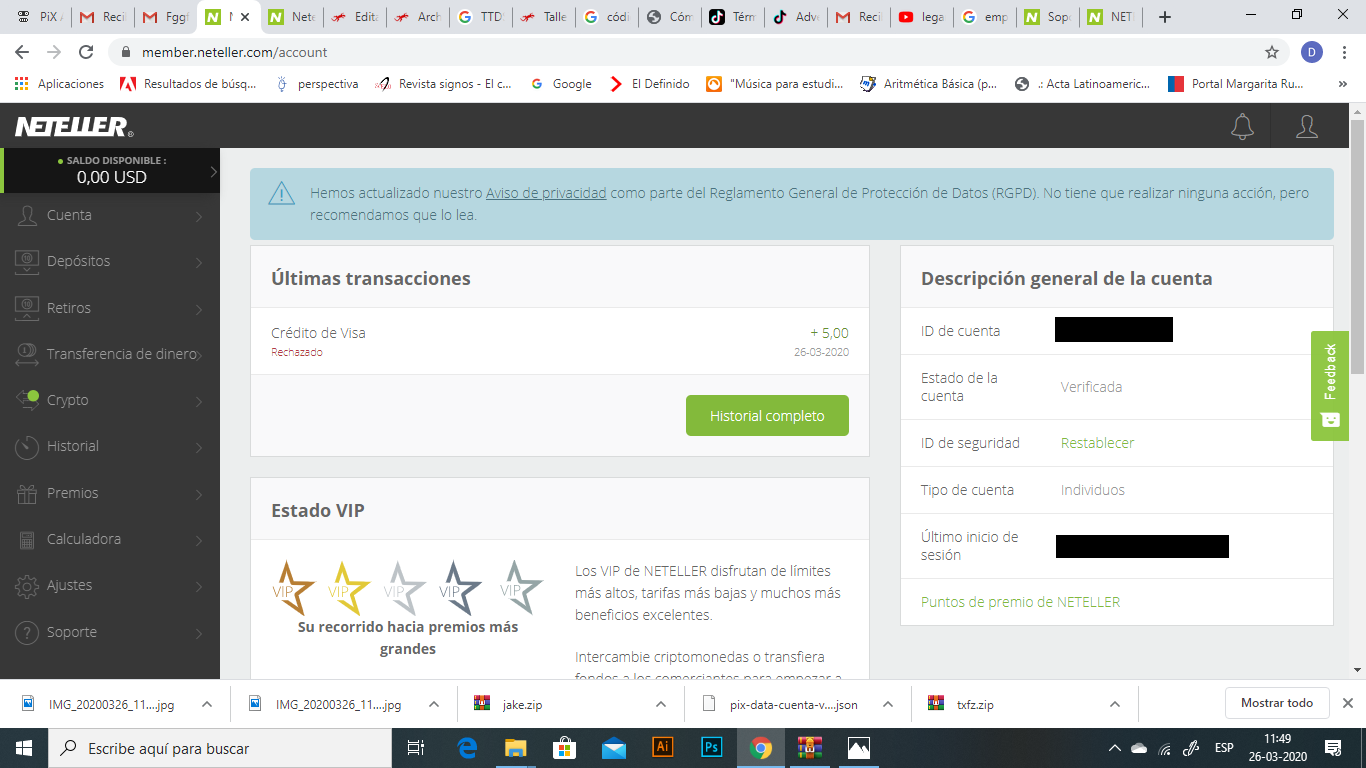 PiX A
Recil
Fggf
N
Nete
Edita
Arch
TTD
Talle
códi
Cóm
Térm
Adve
Recil
lega
emp
Sopo
NET
member.neteller.com/account
D
Aplicaciones
Resultados de búsq...
perspectiva
Revista signos - El c...
Google
El Definido
"Música para estudi...
Aritmética Básica (p...
.: Acta Latinoameric...
Portal Margarita Ru...
»
NETELLER®
SALDO DISPONIBLE :
0,00 USD
Cuenta
Depósitos
Retiros
Transferencia de dinero
Crypto
Historial
Premios
Calculadora
Ajustes
Soporte
Hemos actualizado nuestro Aviso de privacidad como parte del Reglamento General de Protección de Datos (RGPD). No tiene que realizar ninguna acción, pero
recomendamos que lo lea.
Últimas transacciones
Crédito de Visa + 5,00
Rechazado 26-03-2020
Historial completo
Estado VIP
VIP VIP VIP VIP VIP
Su recorrido hacia premios más
grandes
Los VIP de NETELLER disfrutan de límites
más altos, tarifas más bajas y muchos más
beneficios excelentes.
Intercambie criptomonedas o transfiera
fondos a los comerciantes para empezar a
Descripción general de la cuenta
ID de cuenta
Estado de la
cuenta
Verificada
ID de seguridad Restablecer
Tipo de cuenta Individuos
Último inicio de
sesión
Puntos de premio de NETELLER
Feedback
IMG_20200326_11....jpg
IMG_20200326_11....jpg
jake.zip
pix-data-cuenta-v....json
txfz.zip
Mostrar todo
Escribe aquí para buscar
Ai
Ps
ESP
11:49
26-03-2020